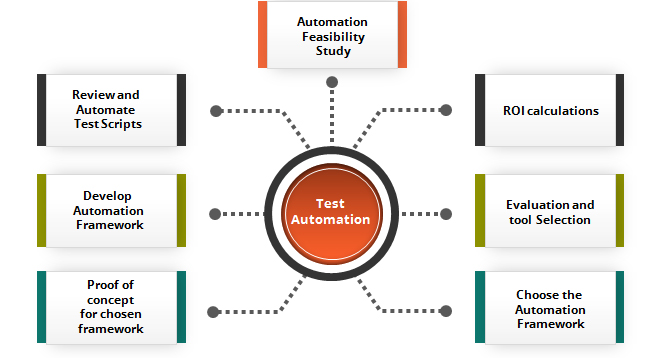 Automation
Feasibility
Study
Review and
Automate
Test Scripts
ROI calculations
Develop
Automation
Framework
Test
Automation
Evaluation and
tool Selection
Proof of
concept
for chosen
framework
Choose the
Automation
Framework